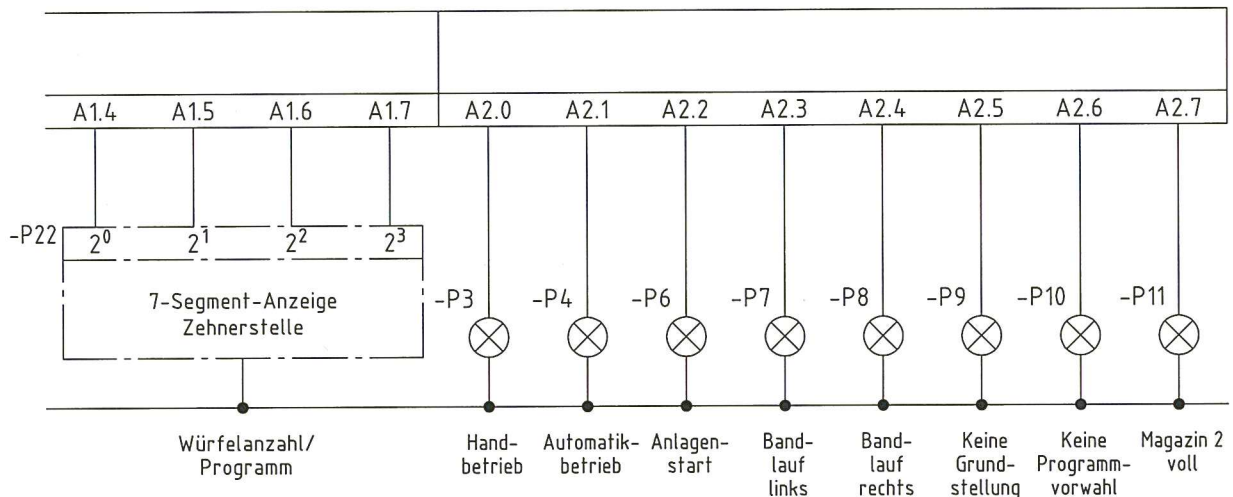 A1.4 A1.5 A1.6 A1.7 A2.0 A2.1 A2.2 A2.3 A2.4 A2.5 A2.6 A2.7
-P22 2⁰ 2¹ 2² 2³
7-Segment-Anzeige
Zehnerstelle
-P3 -P4 -P6 -P7 -P8 -P9 -P10 -P11
Würfelanzahl/
Programm
Hand-
betrieb
Automatik-
betrieb
Anlagen-
start
Band-
lauf
links
Band-
lauf
rechts
Keine
Grund-
stellung
Keine
Programm-
vorwahl
Magazin 2
voll